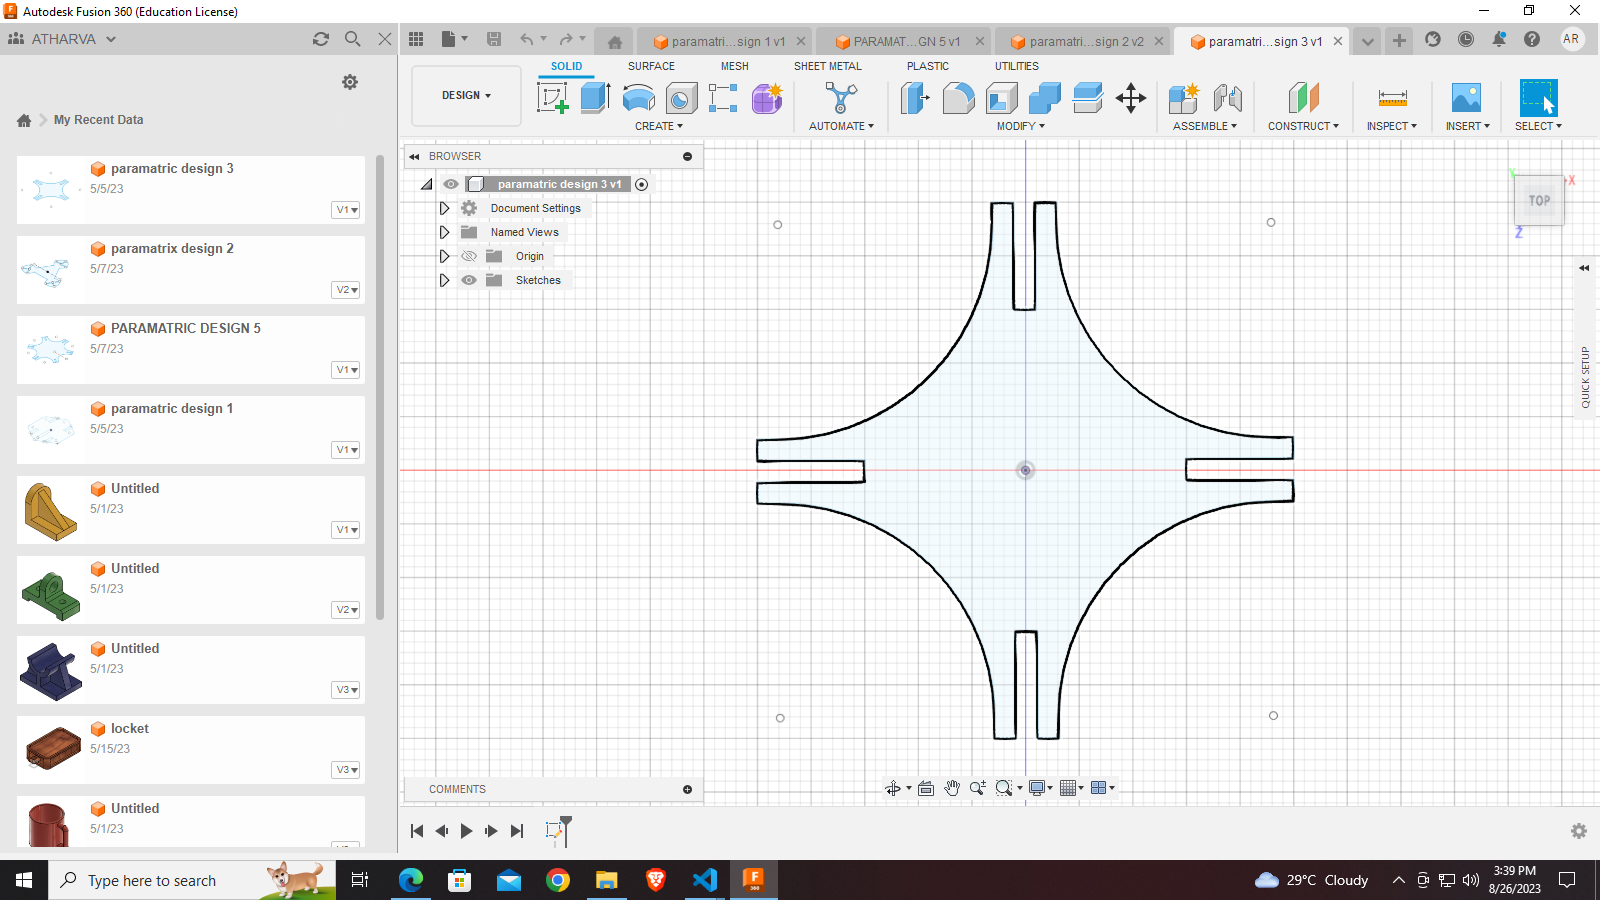 Autodesk Fusion 360 (Education License)
ATHARVA
paramatri...sign 1 v1
PARAMAT...GN 5 v1
paramatri...sign 2 v2
paramatri...sign 3 v1
AR
SOLID
SURFACE
MESH
SHEET METAL
PLASTIC
UTILITIES
DESIGN
CREATE
AUTOMATE
MODIFY
ASSEMBLE
CONSTRUCT
INSPECT
INSERT
SELECT
My Recent Data
paramatric design 3
5/5/23
V1
paramatrix design 2
5/7/23
V2
PARAMATRIC DESIGN 5
5/7/23
V1
paramatric design 1
5/5/23
V1
Untitled
5/1/23
V1
Untitled
5/1/23
V2
Untitled
5/1/23
V3
locket
5/15/23
V3
Untitled
5/1/23
BROWSER
paramatric design 3 v1
Document Settings
Named Views
Origin
Sketches
Y
X
TOP
Z
QUICK SETUP
COMMENTS
Type here to search
F
360
29°C Cloudy
3:39 PM
8/26/2023